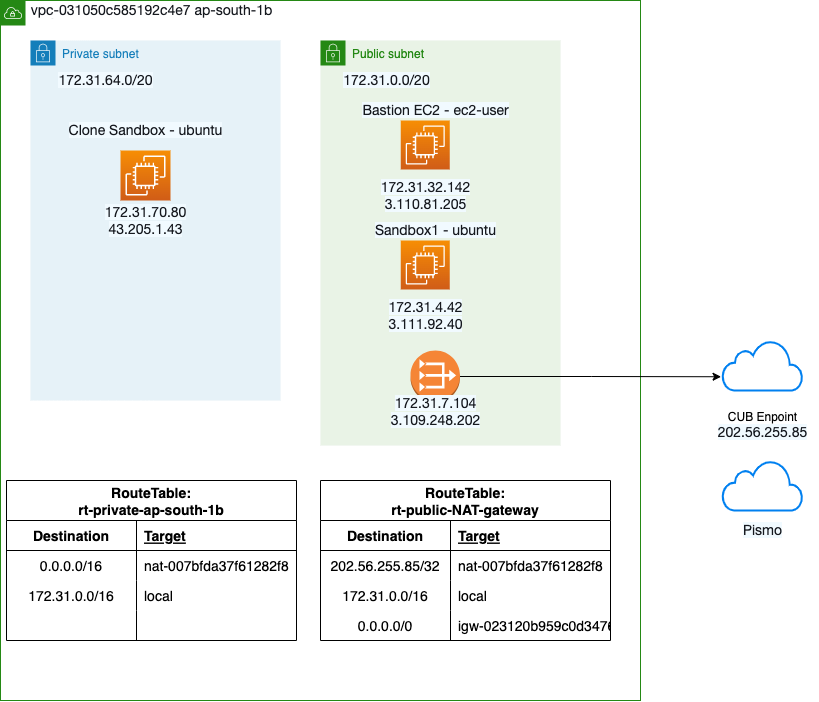 vpc-031050c585192c4e7 ap-south-1b
Private subnet
172.31.64.0/20
Clone Sandbox - ubuntu
172.31.70.80
43.205.1.43
Public subnet
172.31.0.0/20
Bastion EC2 - ec2-user
172.31.32.142
3.110.81.205
Sandbox1 - ubuntu
172.31.4.42
3.111.92.40
172.31.7.104
3.109.248.202
CUB Enpoint
202.56.255.85
Pismo
RouteTable:
rt-private-ap-south-1b
Destination Target
0.0.0.0/16 nat-007bfda37f61282f8
172.31.0.0/16 local
RouteTable:
rt-public-NAT-gateway
Destination Target
202.56.255.85/32 nat-007bfda37f61282f8
172.31.0.0/16 local
0.0.0.0/0 igw-023120b959c0d3476